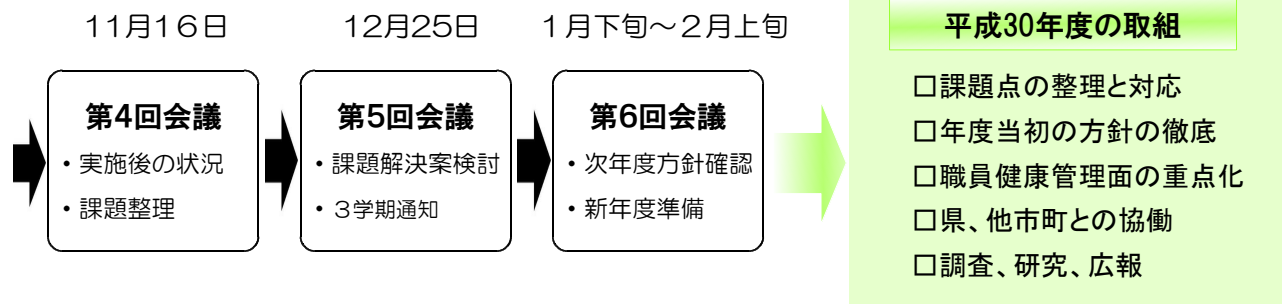 11月16日
第4回会議
・実施後の状況
・課題整理
12月25日
第5回会議
・課題解決案検討
・３学期通知
１月下旬～２月上旬
第6回会議
・次年度方針確認
・新年度準備
平成30年度の取組
□課題点の整理と対応
□年度当初の方針の徹底
□職員健康管理面の重点化
□県、他市町との協働
□調査、研究、広報